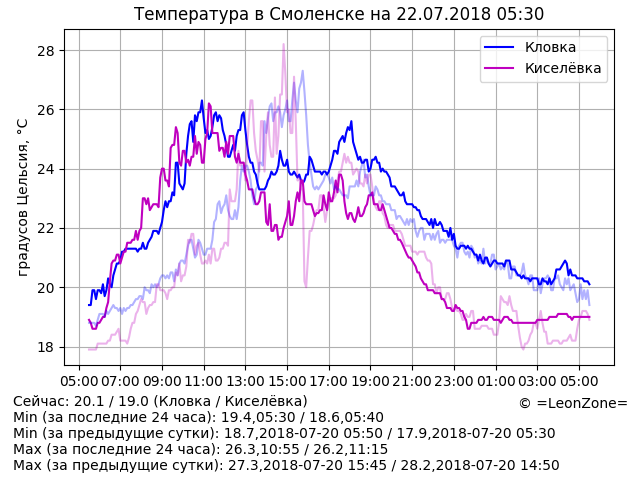 Температура в Смоленске на 22.07.2018 05:30
градусов Цельсия, °C
28
26
24
22
20
18
Кловка
Киселёвка
05:00 07:00 09:00 11:00 13:00 15:00 17:00 19:00 21:00 23:00 01:00 03:00 05:00
Сейчас: 20.1 / 19.0 (Кловка / Киселёвка)
© =LeonZone=
Min (за последние 24 часа): 19.4,05:30 / 18.6,05:40
Min (за предыдущие сутки): 18.7,2018-07-20 05:50 / 17.9,2018-07-20 05:30
Max (за последние 24 часа): 26.3,10:55 / 26.2,11:15
Max (за предыдущие сутки): 27.3,2018-07-20 15:45 / 28.2,2018-07-20 14:50